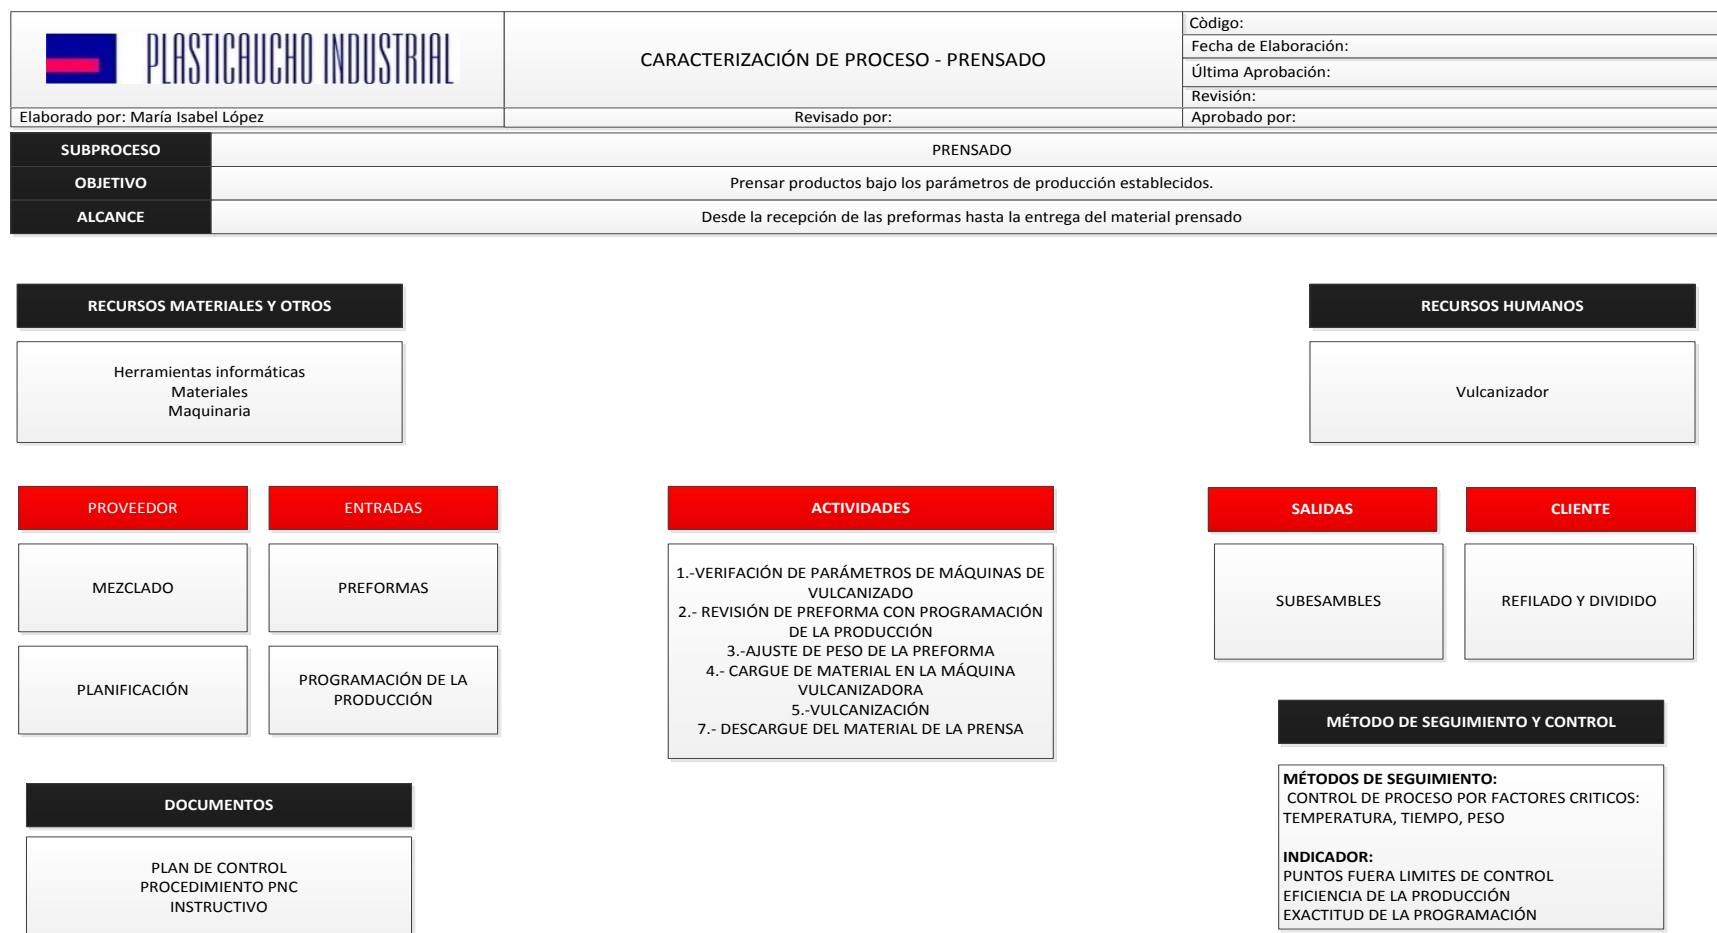 PLASTICAUCHO INDUSTRIAL
CARACTERIZACIÓN DE PROCESO - PRENSADO
Còdigo:
Fecha de Elaboración:
Última Aprobación:
Revisión:
Elaborado por: María Isabel López
Revisado por:
Aprobado por:
SUBPROCESO
PRENSADO
OBJETIVO
Prensar productos bajo los parámetros de producción establecidos.
ALCANCE
Desde la recepción de las preformas hasta la entrega del material prensado
RECURSOS MATERIALES Y OTROS
Herramientas informáticas
Materiales
Maquinaria
RECURSOS HUMANOS
Vulcanizador
PROVEEDOR
MEZCLADO
PLANIFICACIÓN
ENTRADAS
PREFORMAS
PROGRAMACIÓN DE LA
PRODUCCIÓN
ACTIVIDADES
1.-VERIFACIÓN DE PARÁMETROS DE MÁQUINAS DE
VULCANIZADO
2.- REVISIÓN DE PREFORMA CON PROGRAMACIÓN
DE LA PRODUCCIÓN
3.-AJUSTE DE PESO DE LA PREFORMA
4.- CARGUE DE MATERIAL EN LA MÁQUINA
VULCANIZADORA
5.-VULCANIZACIÓN
7.- DESCARGUE DEL MATERIAL DE LA PRENSA
SALIDAS
SUBESAMBLES
CLIENTE
REFILADO Y DIVIDIDO
DOCUMENTOS
PLAN DE CONTROL
PROCEDIMIENTO PNC
INSTRUCTIVO
MÉTODO DE SEGUIMIENTO Y CONTROL
MÉTODOS DE SEGUIMIENTO:
CONTROL DE PROCESO POR FACTORES CRITICOS:
TEMPERATURA, TIEMPO, PESO
INDICADOR:
PUNTOS FUERA LIMITES DE CONTROL
EFICIENCIA DE LA PRODUCCIÓN
EXACTITUD DE LA PROGRAMACIÓN